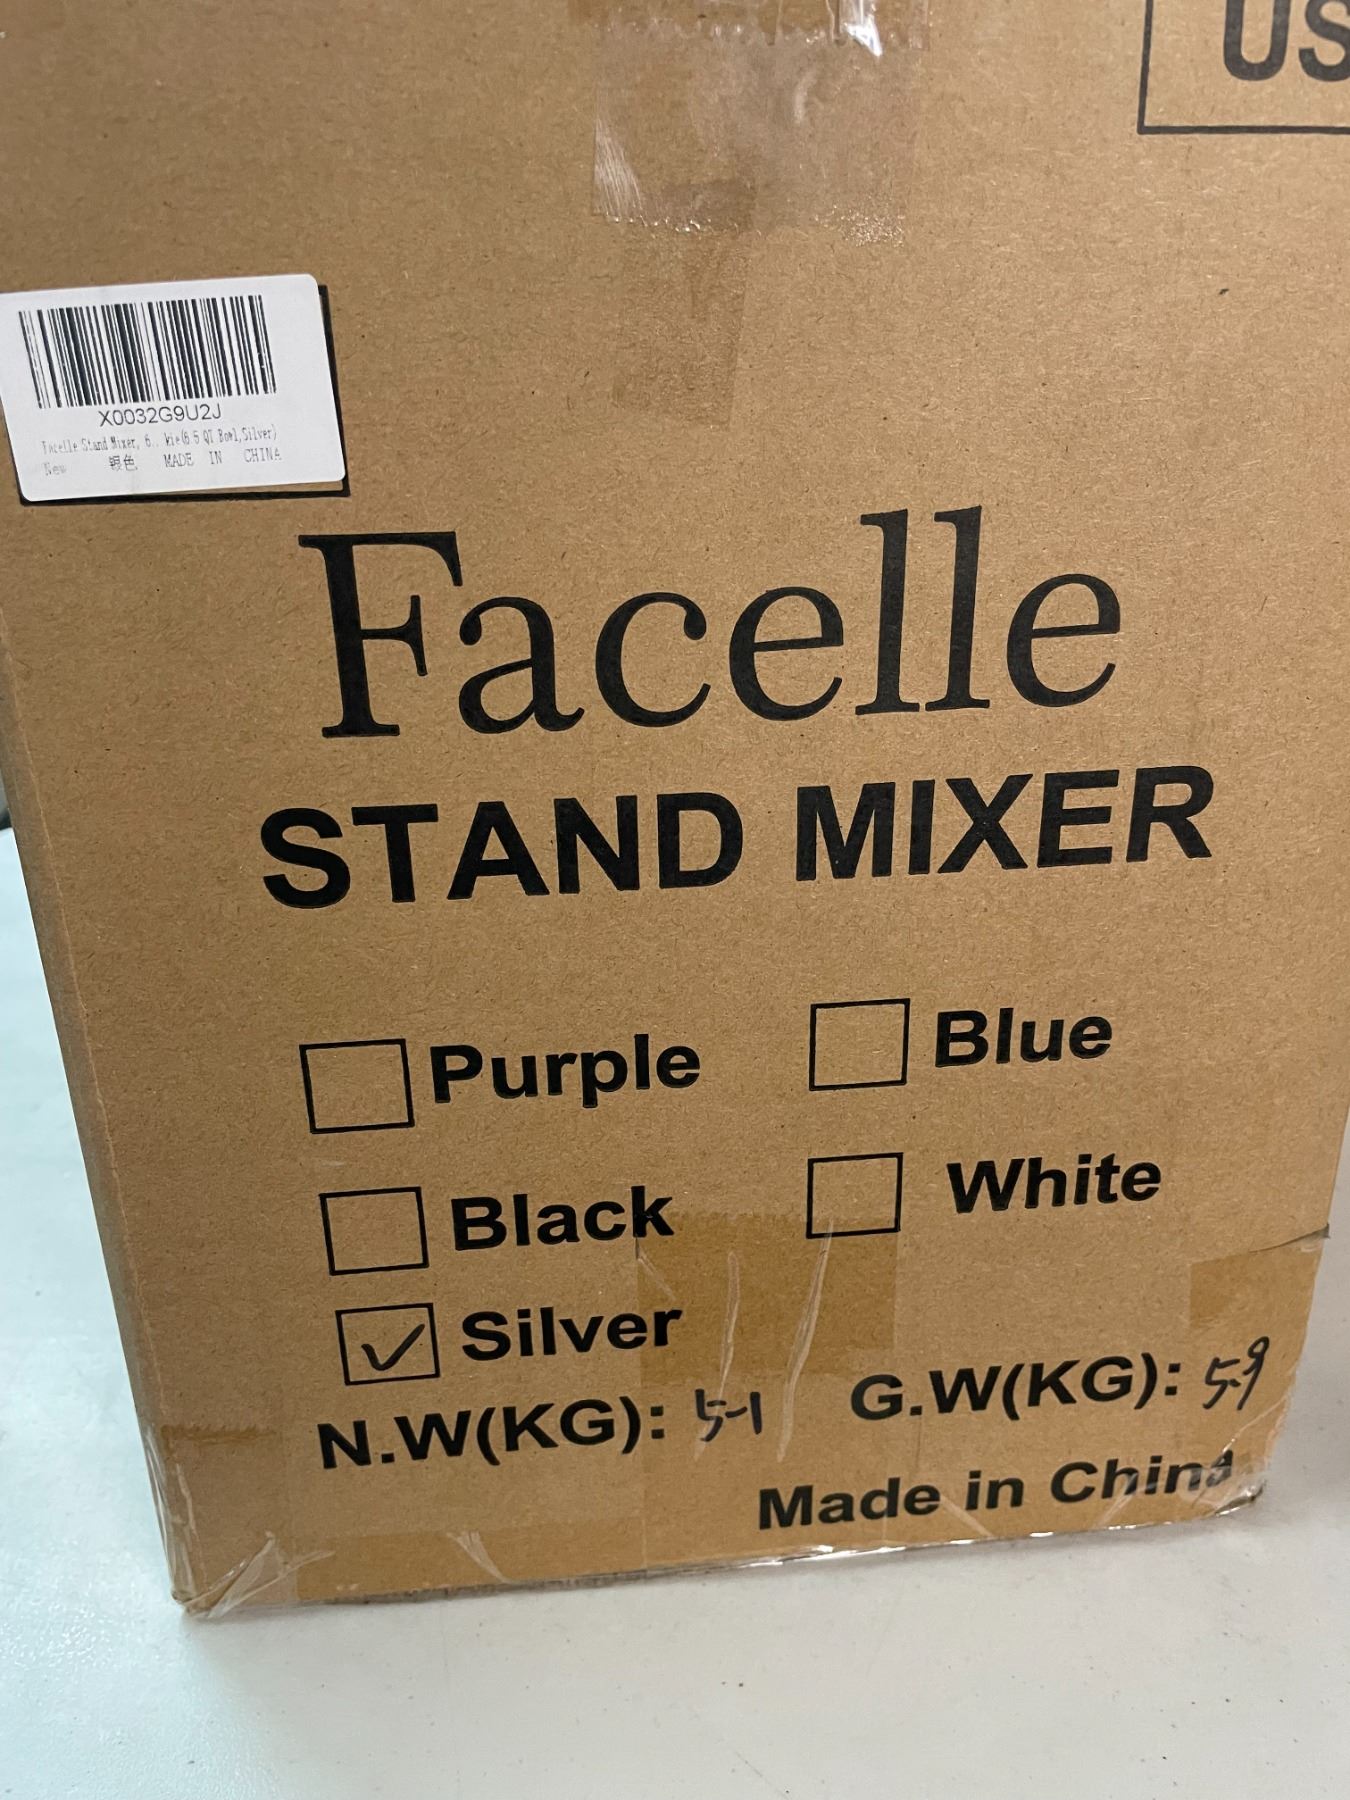 US
X0032G9U2J
Facelle Stand Mixer, 6.. kie(6.5 QT Bowl,Silver)
New 银色 MADE IN CHINA
Facelle
STAND MIXER
Purple Blue
Black White
Silver
N.W(KG): 5.1 G.W(KG): 5.9
Made in China